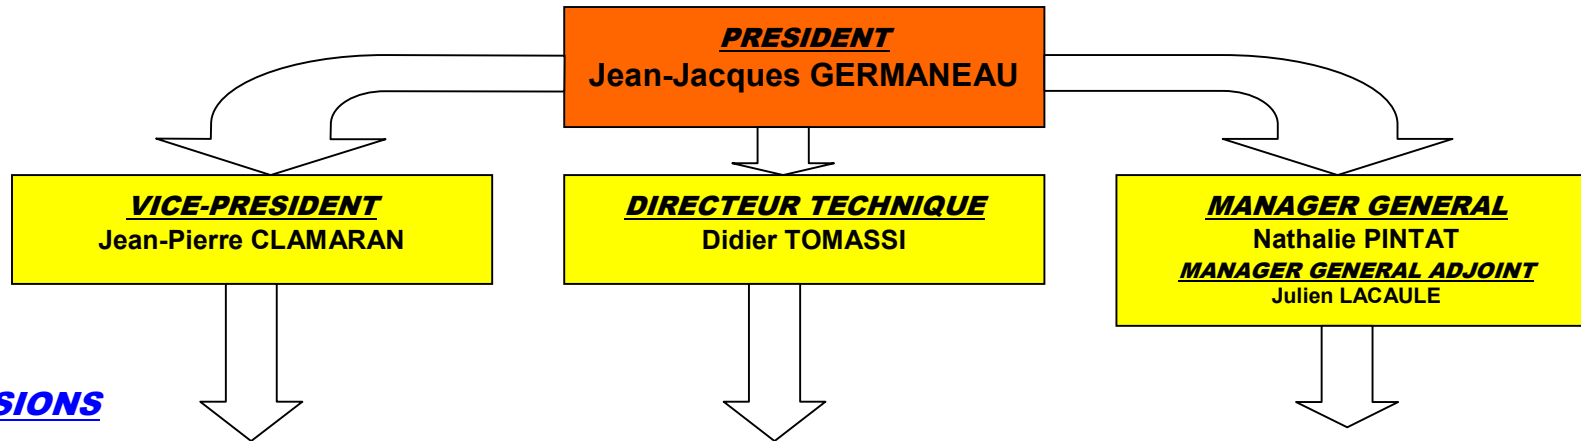 PRESIDENT
Jean-Jacques GERMANEAU
VICE-PRESIDENT
Jean-Pierre CLAMARAN
DIRECTEUR TECHNIQUE
Didier TOMASSI
MANAGER GENERAL
Nathalie PINTAT
MANAGER GENERAL ADJOINT
Julien LACAULE
SIONS